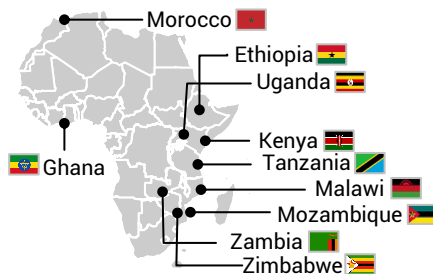 Morocco
Ethiopia
Uganda
Kenya
Ghana
Tanzania
Malawi
Mozambique
Zambia
Zimbabwe